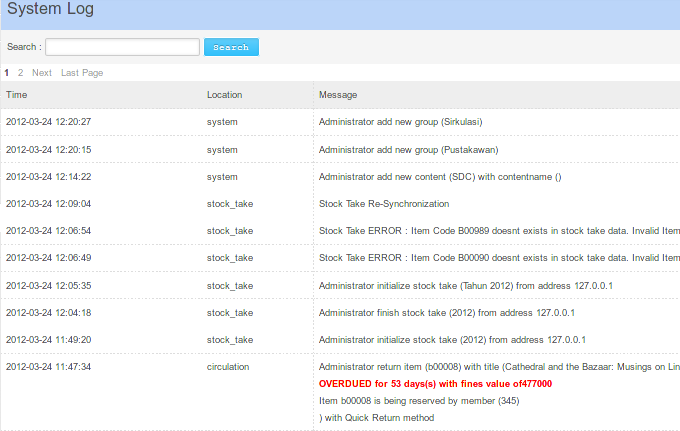 System Log
Search : Search
1 2 Next Last Page
Time Location Message
2012-03-24 12:20:27 system Administrator add new group (Sirkulasi)
2012-03-24 12:20:15 system Administrator add new group (Pustakawan)
2012-03-24 12:14:22 system Administrator add new content (SDC) with contentname ()
2012-03-24 12:09:04 stock_take Stock Take Re-Synchronization
2012-03-24 12:06:54 stock_take Stock Take ERROR : Item Code B00989 doesnt exists in stock take data. Invalid Item
2012-03-24 12:06:49 stock_take Stock Take ERROR : Item Code B00090 doesnt exists in stock take data. Invalid Item
2012-03-24 12:05:35 stock_take Administrator initialize stock take (Tahun 2012) from address 127.0.0.1
2012-03-24 12:04:18 stock_take Administrator finish stock take (2012) from address 127.0.0.1
2012-03-24 11:49:20 stock_take Administrator initialize stock take (2012) from address 127.0.0.1
2012-03-24 11:47:34 circulation Administrator return item (b00008) with title (Cathedral and the Bazaar: Musings on Lin
OVERDUED for 53 days(s) with fines value of477000
Item b00008 is being reserved by member (345)
) with Quick Return method